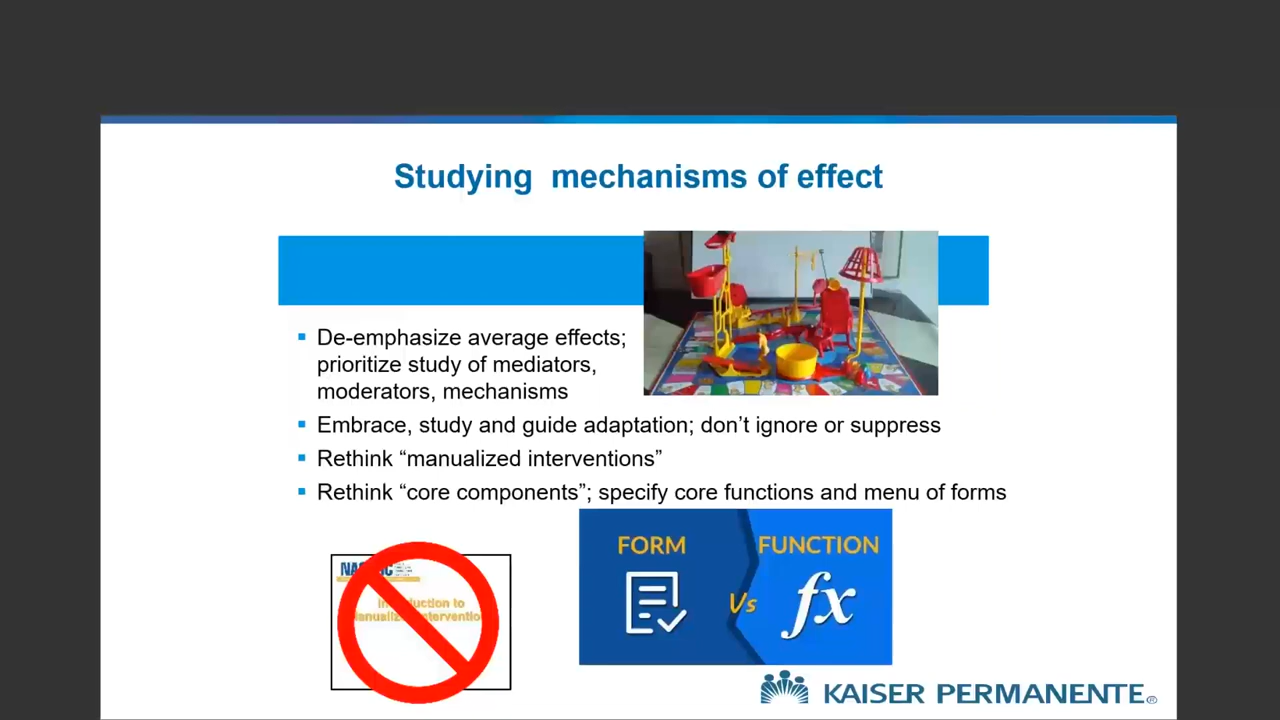 Studying mechanisms of effect
De-emphasize average effects;
prioritize study of mediators,
moderators, mechanisms
Embrace, study and guide adaptation; don’t ignore or suppress
Rethink “manualized interventions”
Rethink “core components”; specify core functions and menu of forms
Introduction to
FORM
FUNCTION
Vs
fx
KAISER PERMANENTE®